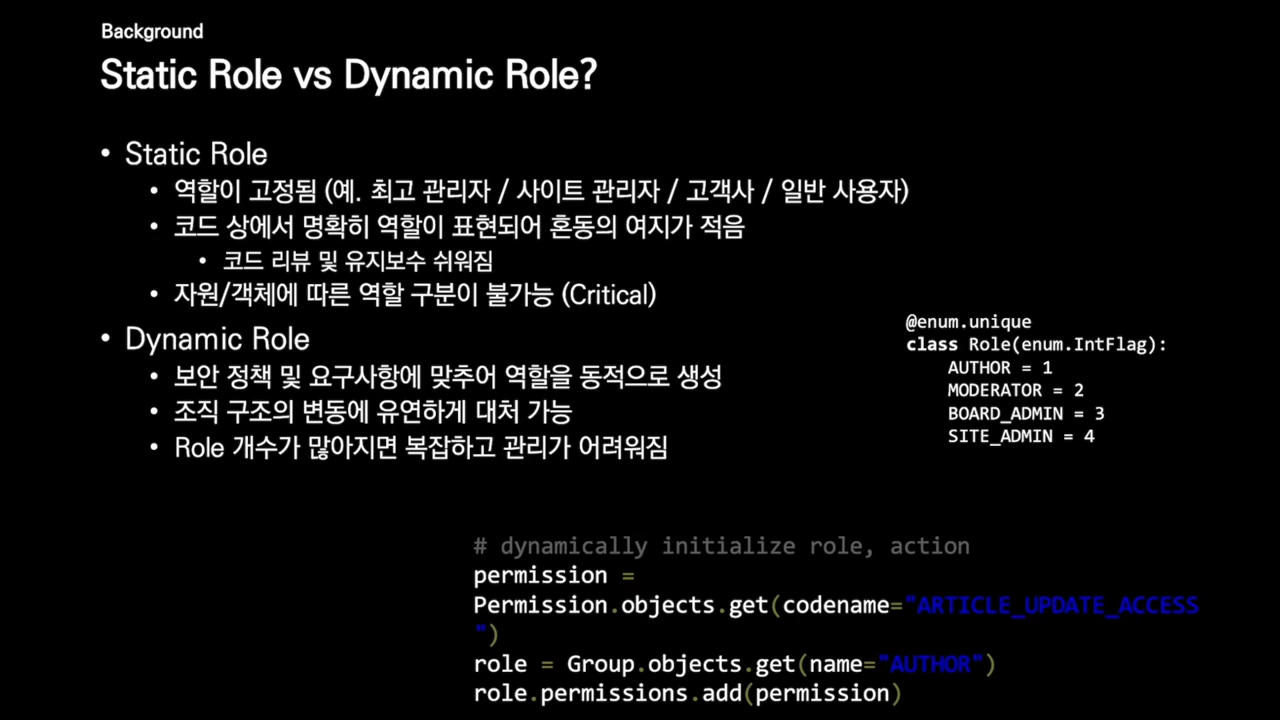 Background
Static Role vs Dynamic Role?
• Static Role
• 역할이 고정됨 (예. 최고 관리자 / 사이트 관리자 / 고객사 / 일반 사용자)
• 코드 상에서 명확히 역할이 표현되어 혼동의 여지가 적음
• 코드 리뷰 및 유지보수 쉬워짐
• 자원/객체에 따른 역할 구분이 불가능 (Critical)
• Dynamic Role
• 보안 정책 및 요구사항에 맞추어 역할을 동적으로 생성
• 조직 구조의 변동에 유연하게 대처 가능
• Role 개수가 많아지면 복잡하고 관리가 어려워짐
@enum.unique
class Role(enum.IntFlag):
    AUTHOR = 1
    MODERATOR = 2
    BOARD_ADMIN = 3
    SITE_ADMIN = 4
# dynamically initialize role, action
permission =
Permission.objects.get(codename="ARTICLE_UPDATE_ACCESS
")
role = Group.objects.get(name="AUTHOR")
role.permissions.add(permission)